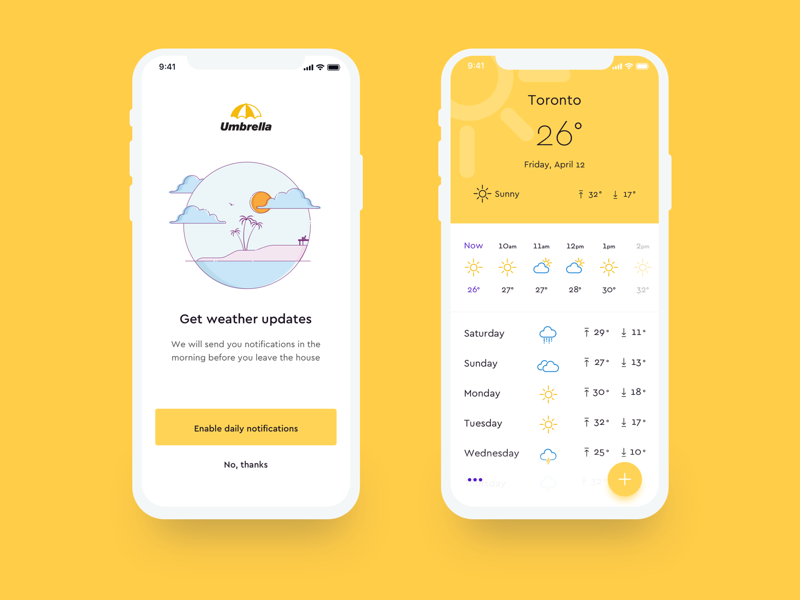 9:41
Umbrella
Get weather updates
We will send you notifications in the
morning before you leave the house
Enable daily notifications
No, thanks
9:41
Toronto
26°
Friday, April 12
Sunny 32° 17°
Now 10am 11am 12pm 1pm 2pm
26° 27° 27° 28° 30° 32°
Saturday 29° 11°
Sunday 27° 13°
Monday 30° 18°
Tuesday 32° 17°
Wednesday 25° 10°